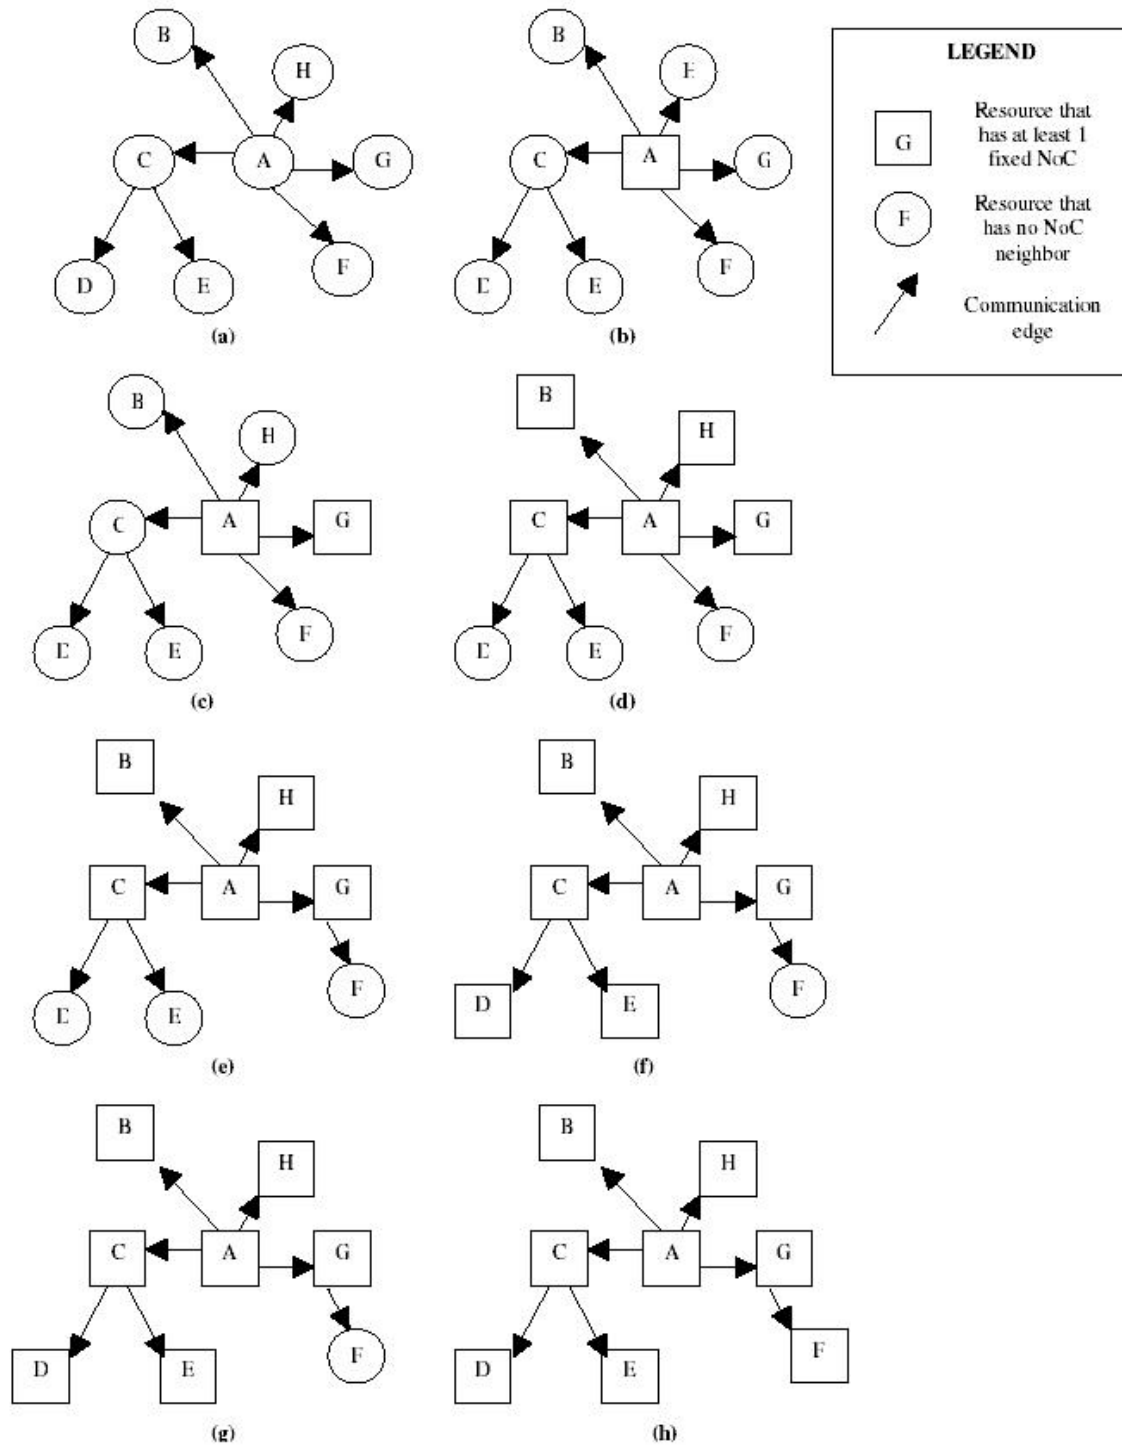 B
H
C
A
G
D
E
F
(a)
B
C
A
G
E
F
(b)
LEGEND
G
Resource that
has at least 1
fixed NoC
F
Resource that
has no NoC
neighbor
Communication
edge
B
H
C
A
G
E
F
(c)
B
H
C
A
G
E
F
(d)
B
H
C
A
G
E
F
(e)
B
H
C
A
G
D
E
F
(f)
B
H
C
A
G
D
E
F
(g)
B
H
C
A
G
D
E
F
(h)